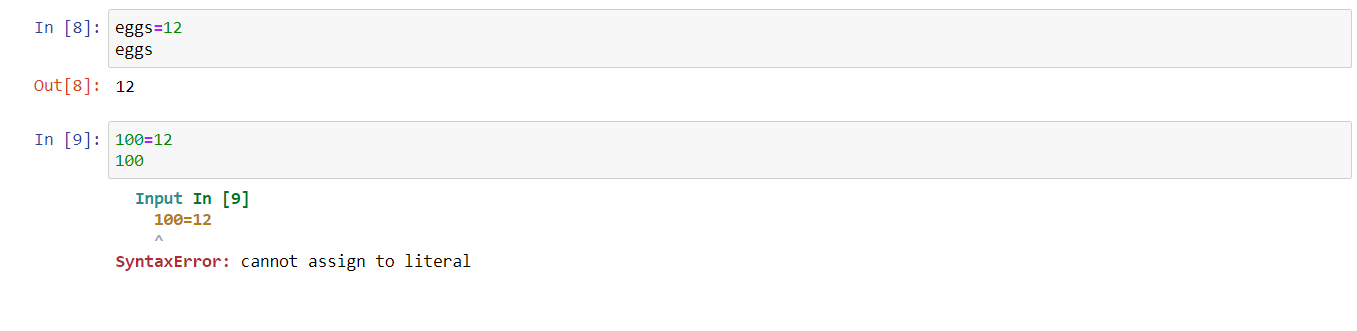 In [8]: eggs=12
eggs
Out[8]: 12
In [9]: 100=12
100
Input In [9]
100=12
^
SyntaxError: cannot assign to literal